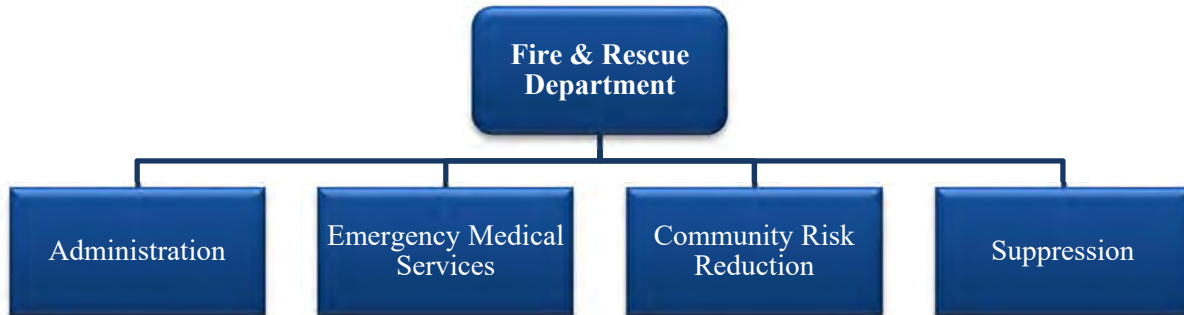 Fire & Rescue
Department
Administration
Emergency Medical
Services
Community Risk
Reduction
Suppression